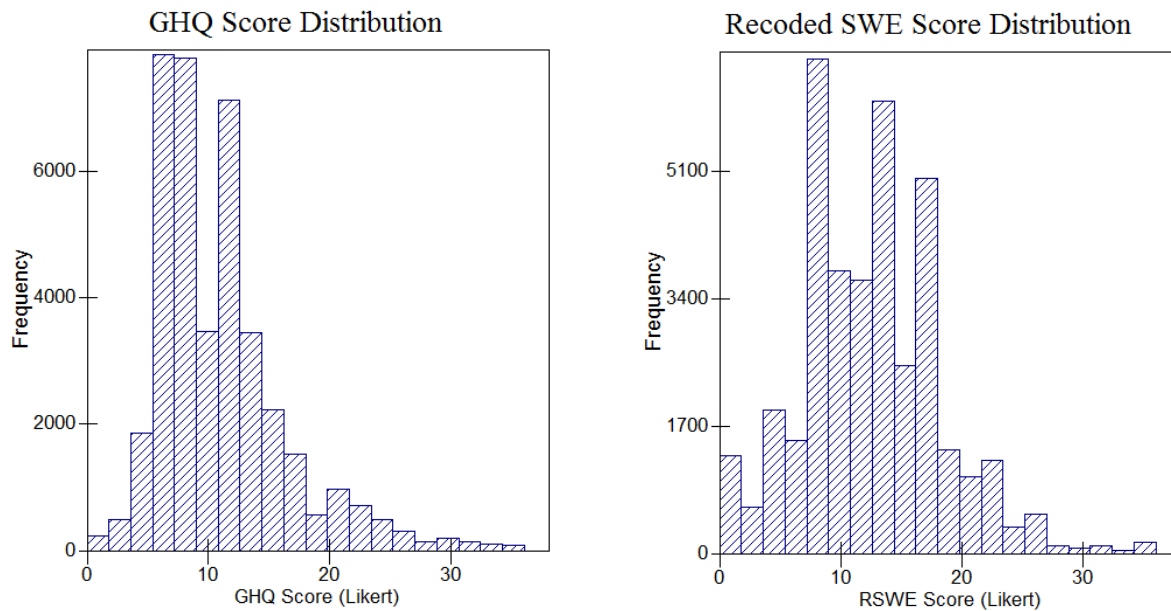 GHQ Score Distribution
Frequency
6000
4000
2000
0
0 10 20 30
GHQ Score (Likert)
Recoded SWE Score Distribution
Frequency
5100
3400
1700
0
0 10 20 30
RSWE Score (Likert)